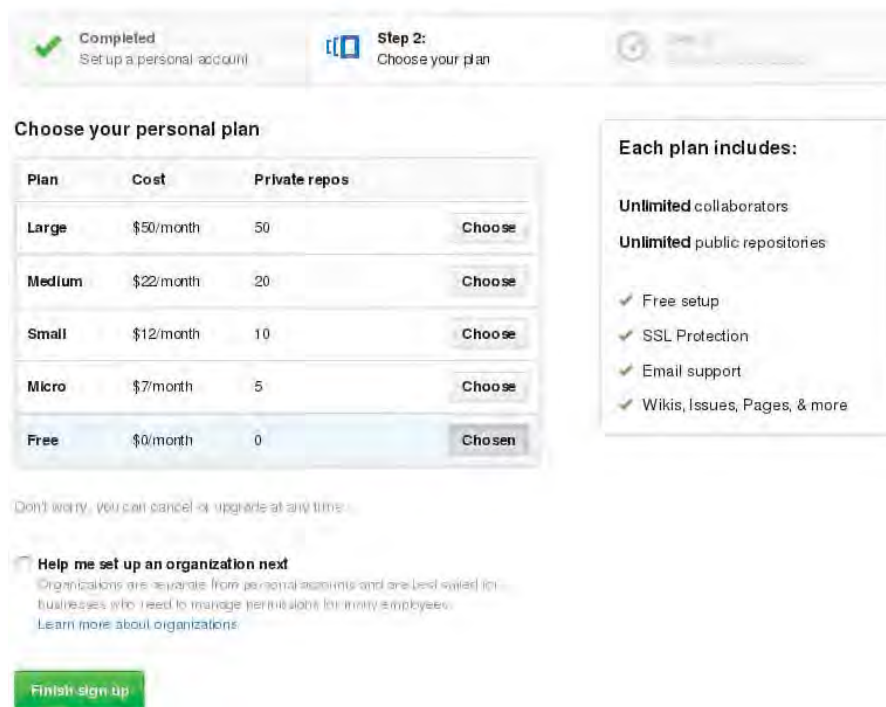 Completed
Set up a personal account
Step 2:
Choose your plan
Choose your personal plan
Plan Cost Private repos
Large $50/month 50 Choose
Medium $22/month 20 Choose
Small $12/month 10 Choose
Micro $7/month 5 Choose
Free $0/month 0 Chosen
Don't worry, you can cancel or upgrade at any time.
Help me set up an organization next
Organizations are separate from personal accounts and are best suited for
businesses who need to manage permissions for many employees.
Learn more about organizations
Finish sign up
Each plan includes:
Unlimited collaborators
Unlimited public repositories
Free setup
SSL Protection
Email support
Wikis, Issues, Pages, & more